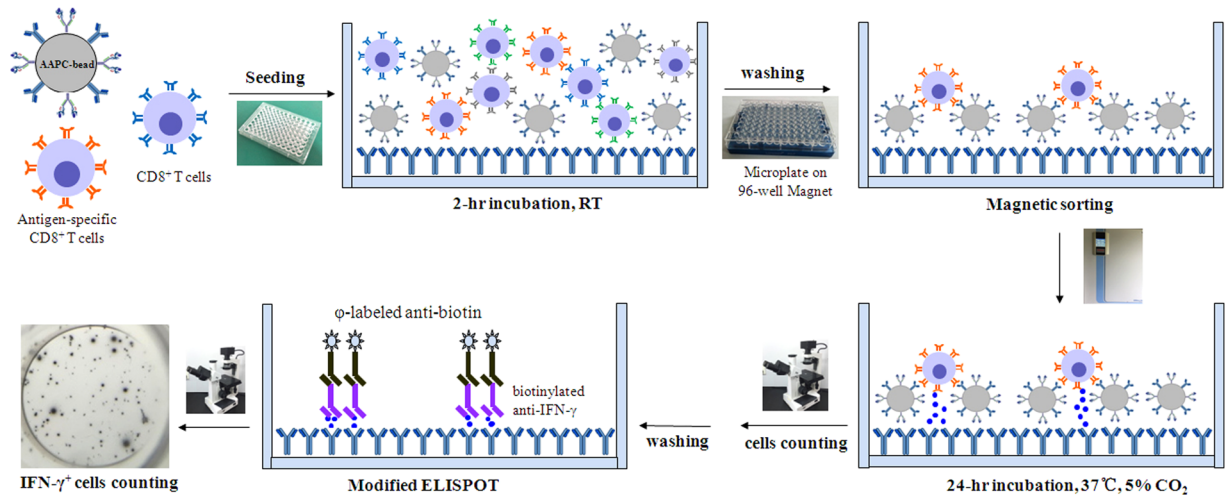 AAPC-bead
CD8+ T cells
Antigen-specific
CD8+ T cells
Seeding
2-hr incubation, RT
washing
Microplate on
96-well Magnet
Magnetic sorting
24-hr incubation, 37℃, 5% CO2
cells counting
washing
φ-labeled anti-biotin
biotinylated
anti-IFN-γ
Modified ELISPOT
IFN-γ+ cells counting